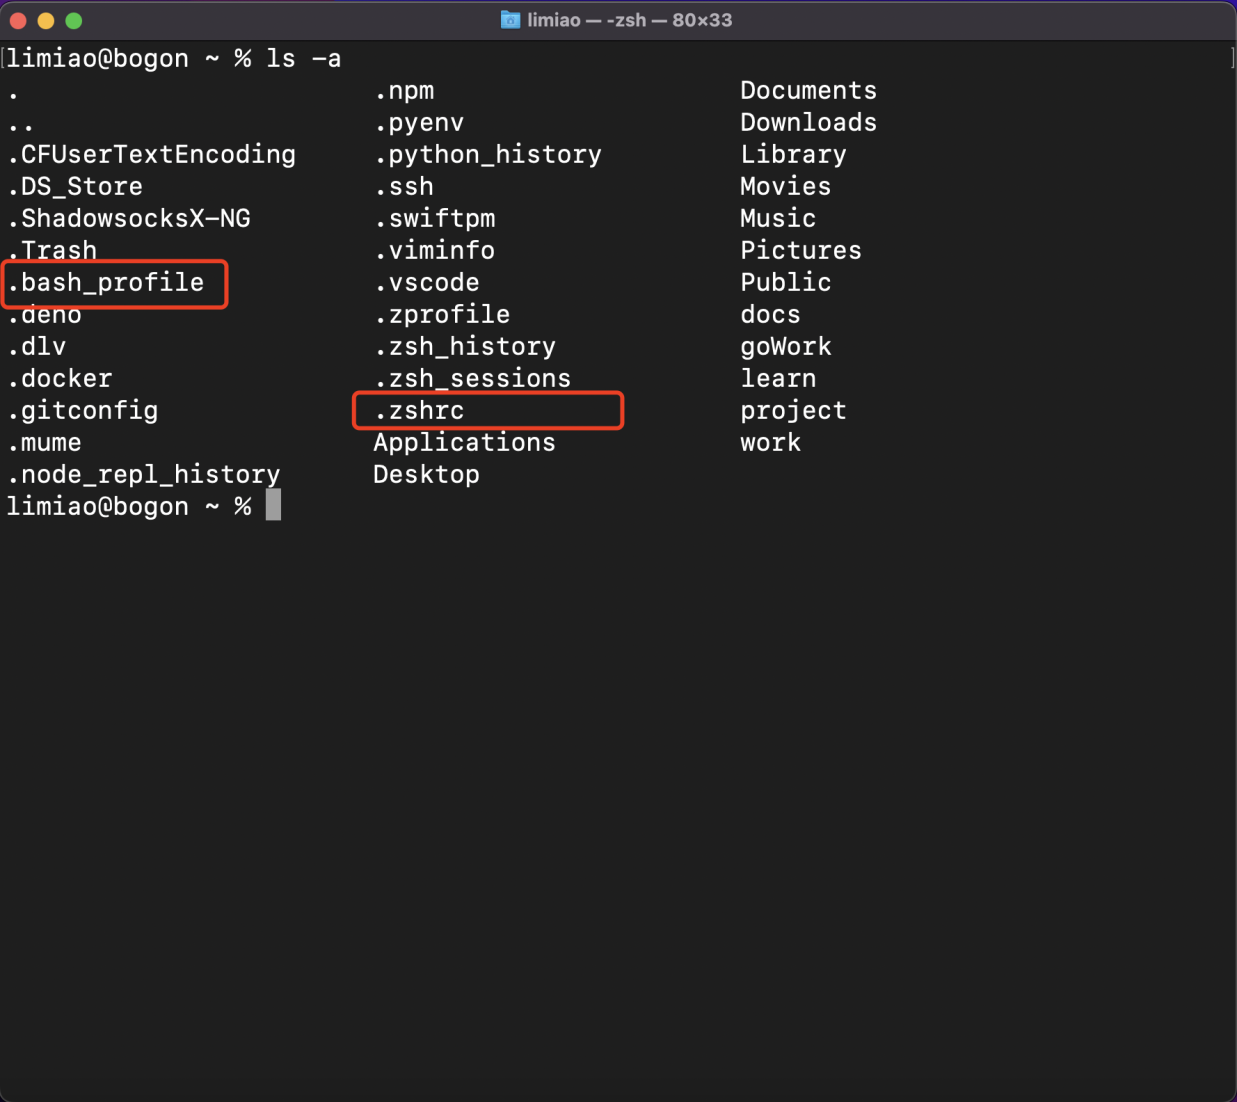 limiao — -zsh — 80×33
limiao@bogon ~ % ls -a
. .npm Documents
.. .pyenv Downloads
.CFUserTextEncoding .python_history Library
.DS_Store .ssh Movies
.ShadowsocksX-NG .swiftpm Music
.Trash .viminfo Pictures
.bash_profile .vscode Public
.deno .zprofile docs
.dlv .zsh_history goWork
.docker .zsh_sessions learn
.gitconfig .zshrc project
.mume Applications work
.node_repl_history Desktop
limiao@bogon ~ %